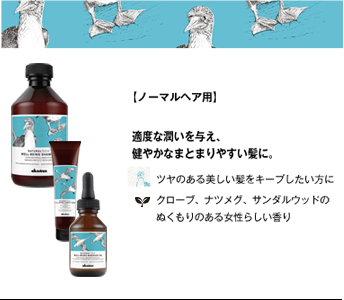 【ノーマルヘア用】
適度な潤いを与え、
健やかなまとまりやすい髪に。
ツヤのある美しい髪をキープしたい方に
クローブ、ナツメグ、サンダルウッドの
ぬくもりのある女性らしい香り
davines
davines
davines